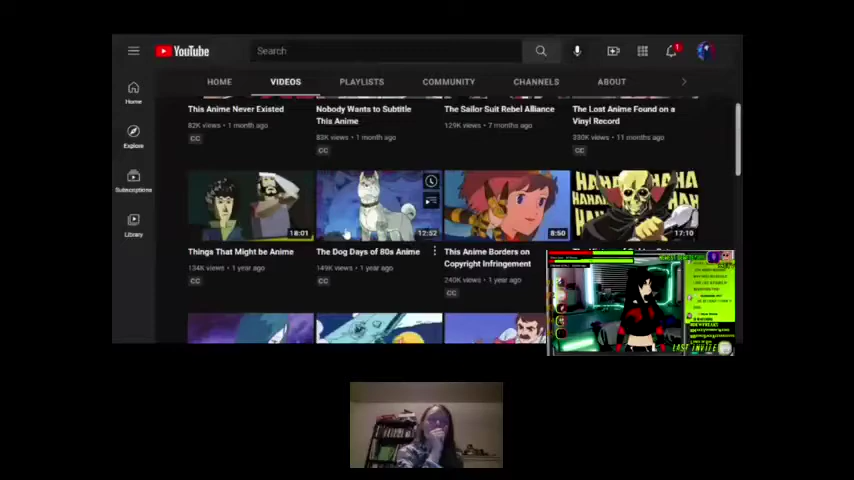 YouTube
Search
1
HOME VIDEOS PLAYLISTS COMMUNITY CHANNELS ABOUT
Home
Explore
Subscriptions
Library
This Anime Never Existed
82K views • 1 month ago
CC
Nobody Wants to Subtitle
This Anime
83K views • 1 month ago
CC
The Sailor Suit Rebel Alliance
129K views • 7 months ago
The Lost Anime Found on a
Vinyl Record
330K views • 11 months ago
CC
18:01
Things That Might be Anime
134K views • 1 year ago
CC
12:52
The Dog Days of 80s Anime
149K views • 1 year ago
CC
8:50
This Anime Borders on
Copyright Infringement
240K views • 1 year ago
CC
HAHA HAHA
17:10
LAST INVITE